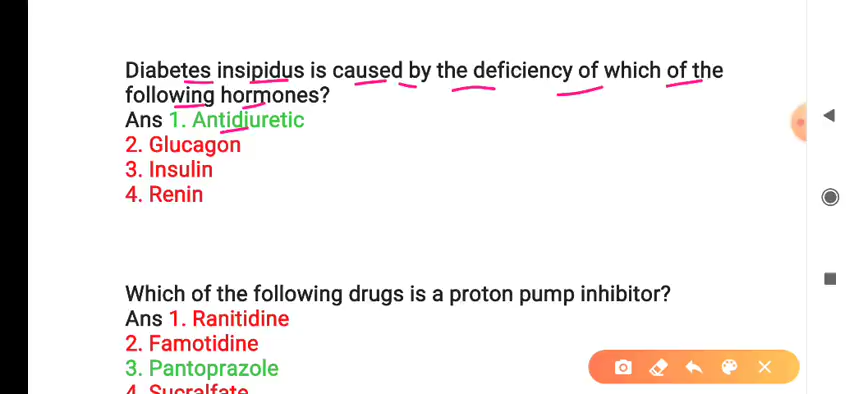 Diabetes insipidus is caused by the deficiency of which of the
following hormones?
Ans 1. Antidiuretic
2. Glucagon
3. Insulin
4. Renin
Which of the following drugs is a proton pump inhibitor?
Ans 1. Ranitidine
2. Famotidine
3. Pantoprazole
4. Sucralfate